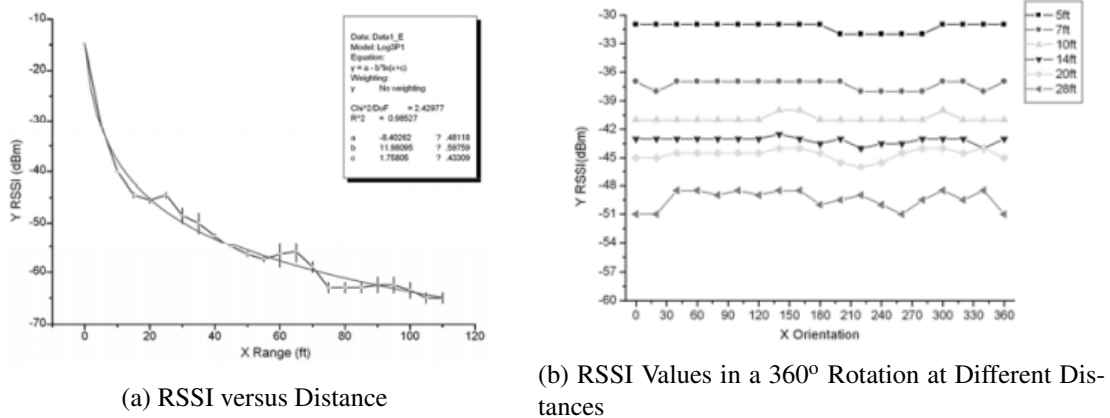 -10
-20
-30
-40
-50
-60
-70
Y RSSI (dBm)
0
20
40
60
80
100
120
X Range (ft)
Data: Data1_E
Model: Log3P1
Equation:
y = a - b*ln(x+c)
Weighting:
y No weighting
Chi^2/DoF = 2.42977
R^2 = 0.98527
a -8.40262 ? .48118
b 11.98095 ? .59759
c 1.75805 ? .43309
(a) RSSI versus Distance
-30
-33
-36
-39
-42
-45
-48
-51
-54
-57
-60
Y RSSI(dBm)
0
30
60
90
120
150
180
210
240
270
300
330
360
X Orientation
5ft
7ft
10ft
14ft
20ft
28ft
(b) RSSI Values in a 360º Rotation at Different Dis-
tances